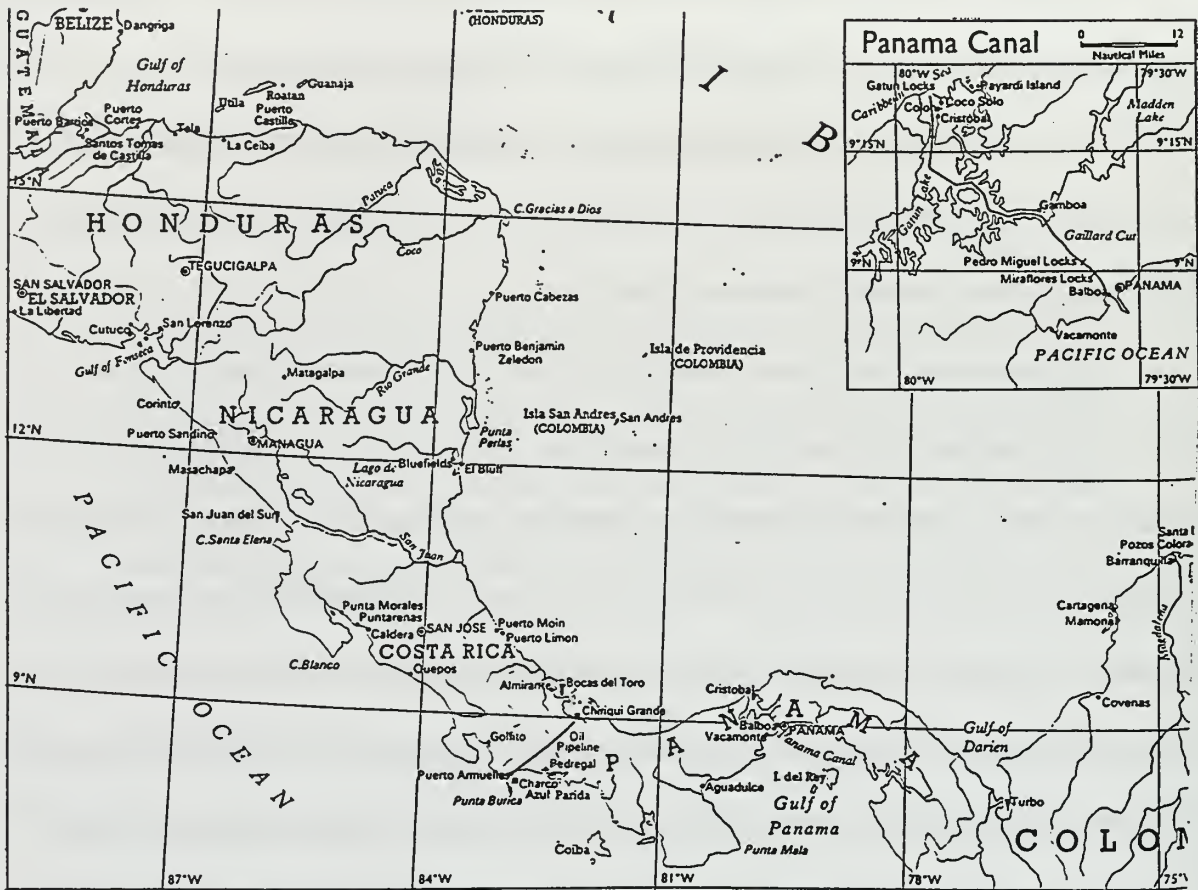 (HONDURAS)
GUATEMALA
BELIZE
Dangriga
Gulf of
Honduras
Guanaja
Roatan
Utila
Puerto
Castilla
Puerto
Cortes
Puerto Barrios
Tela
Santos Tomas
de Castilla
La Ceiba
15°N
Patuca
C.Gracias a Dios
HONDURAS
Coco
TEGUCIGALPA
SAN SALVADOR
EL SALVADOR
La Libertad
Puerto Cabezas
Cutuco
San Lorenzo
Gulf of Fonseca
Puerto Benjamin
Zeledon
Isla de Providencia
(COLOMBIA)
Matagalpa
Rio Grande
Corinto
NICARAGUA
Isla San Andres
(COLOMBIA)
San Andres
12°N
Puerto Sandino
MANAGUA
Punta
Perlas
Masachapa
Lago de
Nicaragua
Bluefields
El Bluff
PACIFIC OCEAN
San Juan del Sur
C.Santa Elena
San Juan
Santa
Pozos Colora
Barranquilla
Punta Morales
Puntarenas
Caldera
SAN JOSE
Puerto Moin
Puerto Limon
Cartagena
Mamonal
Magdalena
COSTA RICA
C.Blanco
Quepos
9°N
Almirante
Bocas del Toro
Cristobal
Covenas
Chiriqui Grande
PANAMA
Balboa
PANAMA
Vacamonte
Panama Canal
Gulf of
Darien
Golfito
Oil
Pipeline
Pedregal
Puerto Armuelles
Charco
Azul
Parida
Punta Burica
Aguadulce
I. del Rey
Gulf of
Panama
Turbo
COLOM
Coiba
Punta Mala
87°W
84°W
81°W
78°W
75°
I
B
Panama Canal
0
12
Nautical Miles
80°W
79°30'W
Caribbean Sea
Gatun Locks
Payardi Island
Colon
Coco Solo
Cristobal
Madden
Lake
9°15'N
9°15'N
Gatun Lake
Gamboa
Gaillard Cut
9°N
Pedro Miguel Locks
9°N
Miraflores Locks
Balboa
PANAMA
Vacamonte
PACIFIC OCEAN
80°W
79°30'W